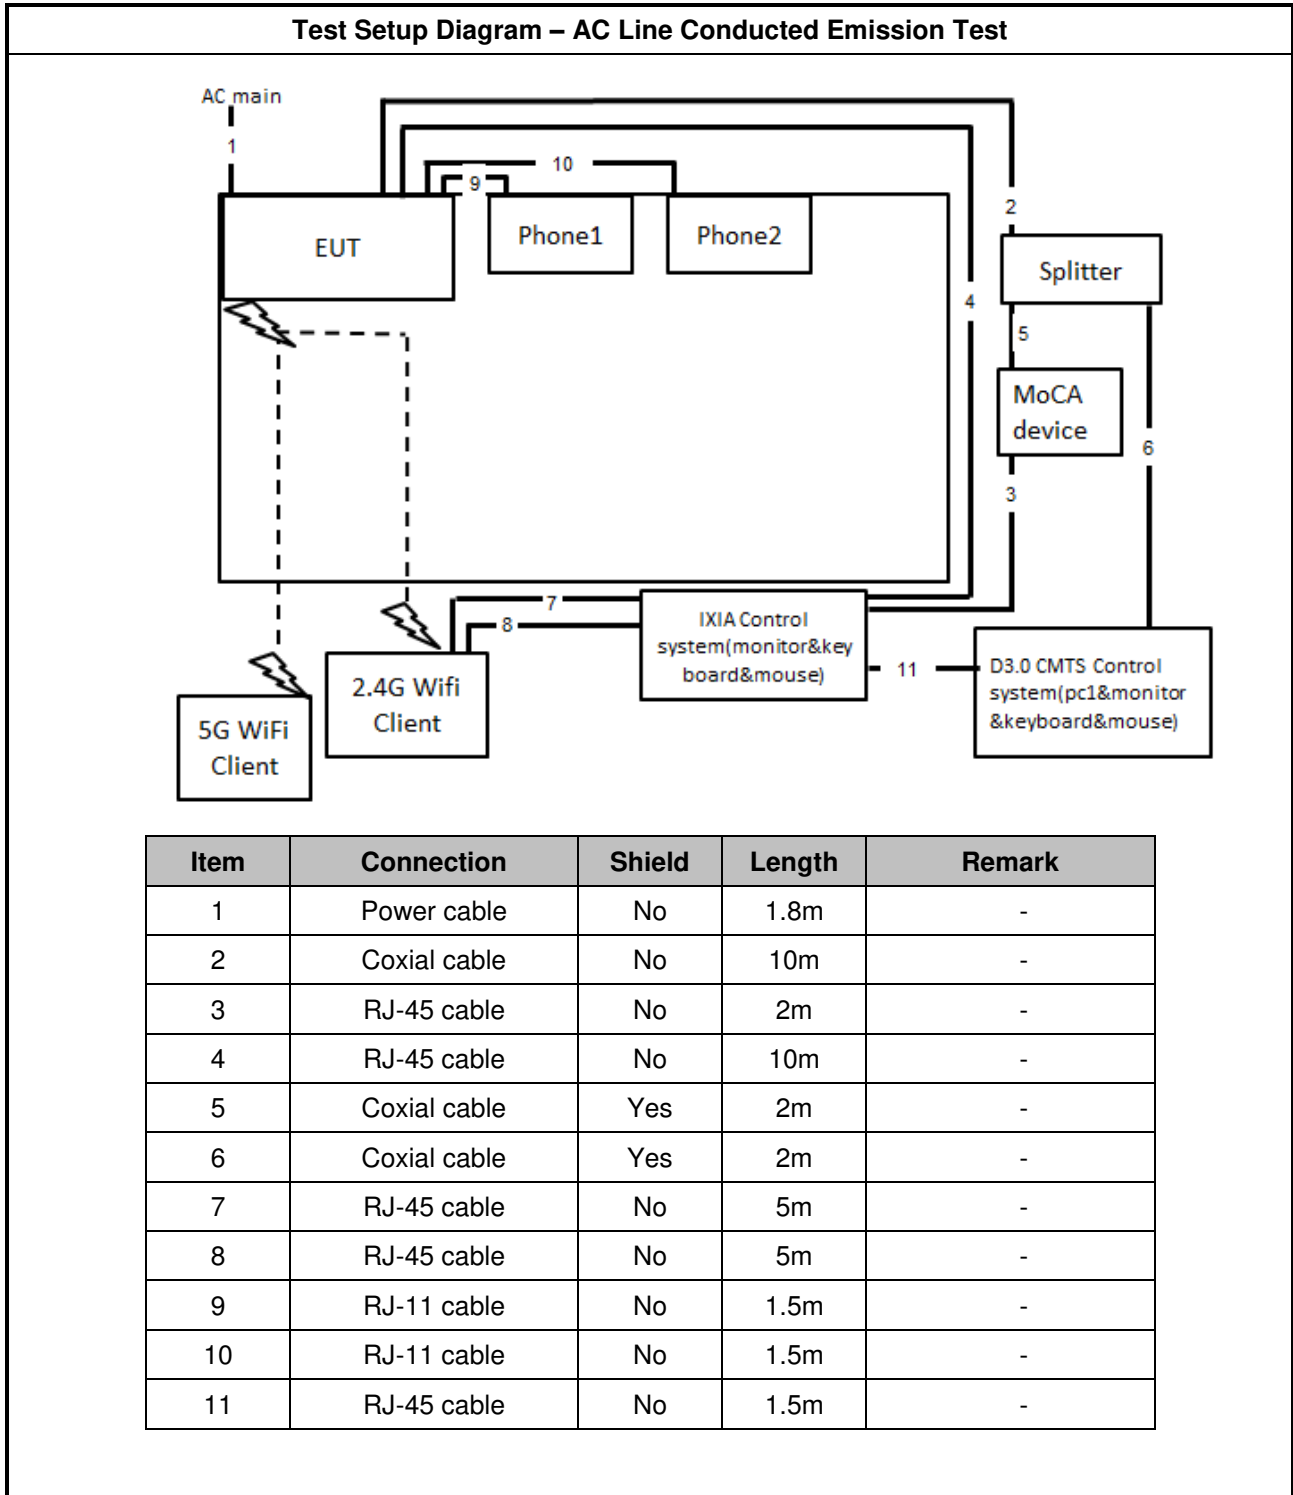 Test Setup Diagram – AC Line Conducted Emission Test
AC main
1
10
9
2
EUT
Phone1
Phone2
Splitter
4
5
MoCA
device
6
3
7
8
IXIA Control
system(monitor&key
board&mouse)
11
D3.0 CMTS Control
system(pc1&monitor
&keyboard&mouse)
2.4G Wifi
Client
5G WiFi
Client
Item Connection Shield Length Remark
1 Power cable No 1.8m -
2 Coxial cable No 10m -
3 RJ-45 cable No 2m -
4 RJ-45 cable No 10m -
5 Coxial cable Yes 2m -
6 Coxial cable Yes 2m -
7 RJ-45 cable No 5m -
8 RJ-45 cable No 5m -
9 RJ-11 cable No 1.5m -
10 RJ-11 cable No 1.5m -
11 RJ-45 cable No 1.5m -